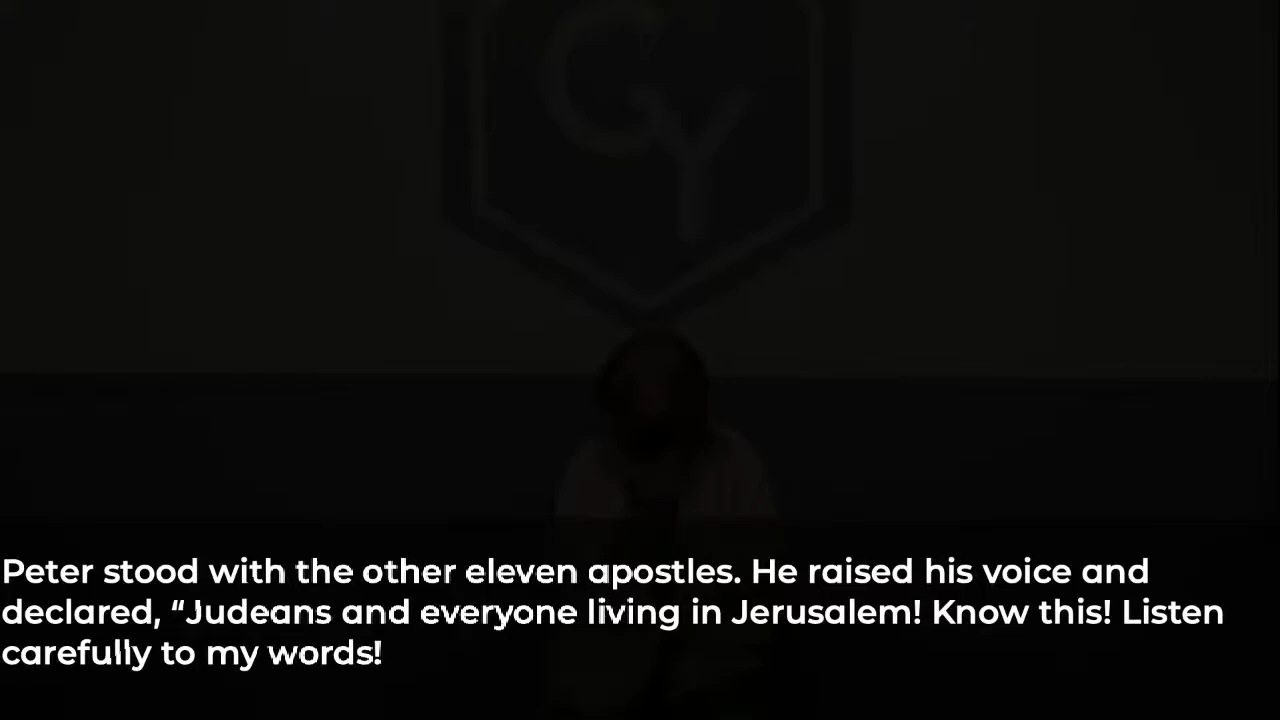 GY
Peter stood with the other eleven apostles. He raised his voice and
declared, “Judeans and everyone living in Jerusalem! Know this! Listen
carefully to my words!